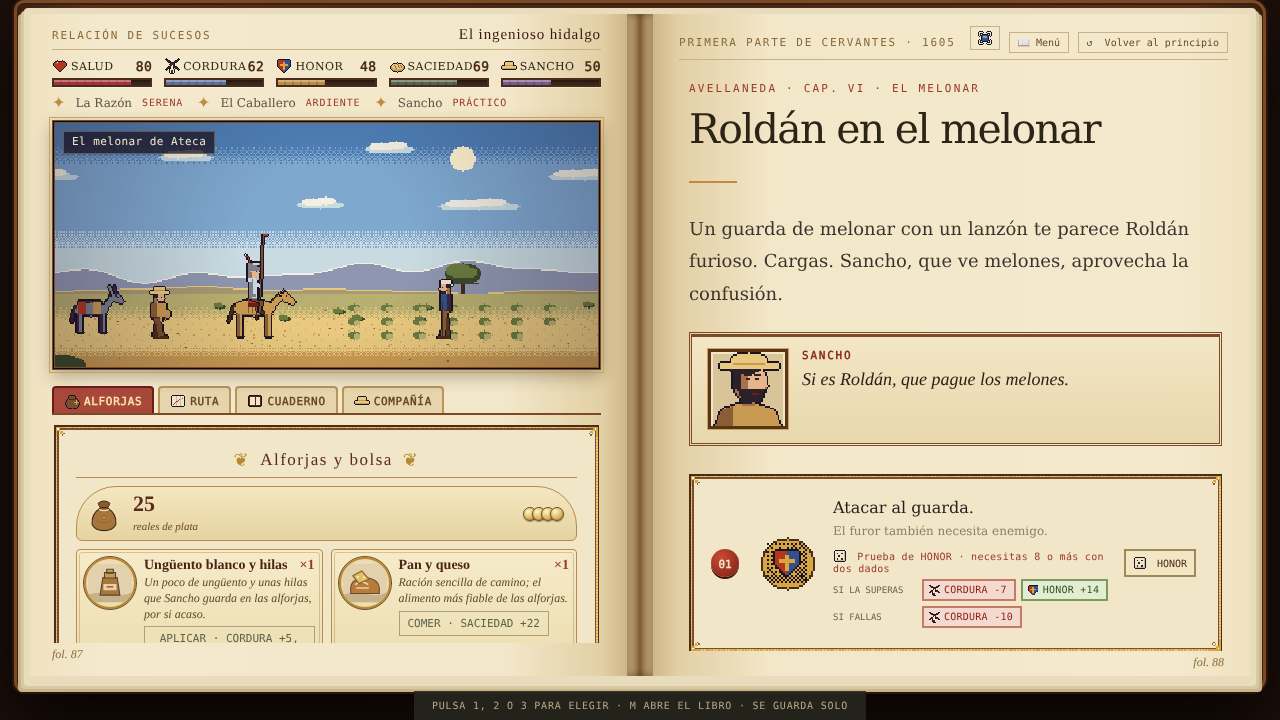 RELACIÓN DE SUCESOS
El ingenioso hidalgo
SALUD 80
CORDURA 62
HONOR 48
SACIEDAD 69
SANCHO 50
La Razón SERENA
El Caballero ARDIENTE
Sancho PRÁCTICO
El melonar de Ateca
ALFORJAS
RUTA
CUADERNO
COMPAÑÍA
Alforjas y bolsa
25
reales de plata
Ungüento blanco y hilas ×1
Un poco de ungüento y unas hilas
que Sancho guarda en las alforjas,
por si acaso.
APLICAR · CORDURA +5,
Pan y queso ×1
Ración sencilla de camino; el
alimento más fiable de las alforjas.
COMER · SACIEDAD +22
fol. 87
PRIMERA PARTE DE CERVANTES · 1605
Menú
↺ Volver al principio
AVELLANEDA · CAP. VI · EL MELONAR
Roldán en el melonar
Un guarda de melonar con un lanzón te parece Roldán
furioso. Cargas. Sancho, que ve melones, aprovecha la
confusión.
SANCHO
Si es Roldán, que pague los melones.
01
Atacar al guarda.
El furor también necesita enemigo.
Prueba de HONOR · necesitas 8 o más con
dos dados
SI LA SUPERAS CORDURA -7 HONOR +14
SI FALLAS CORDURA -10
HONOR
fol. 88
PULSA 1, 2 O 3 PARA ELEGIR · M ABRE EL LIBRO · SE GUARDA SOLO